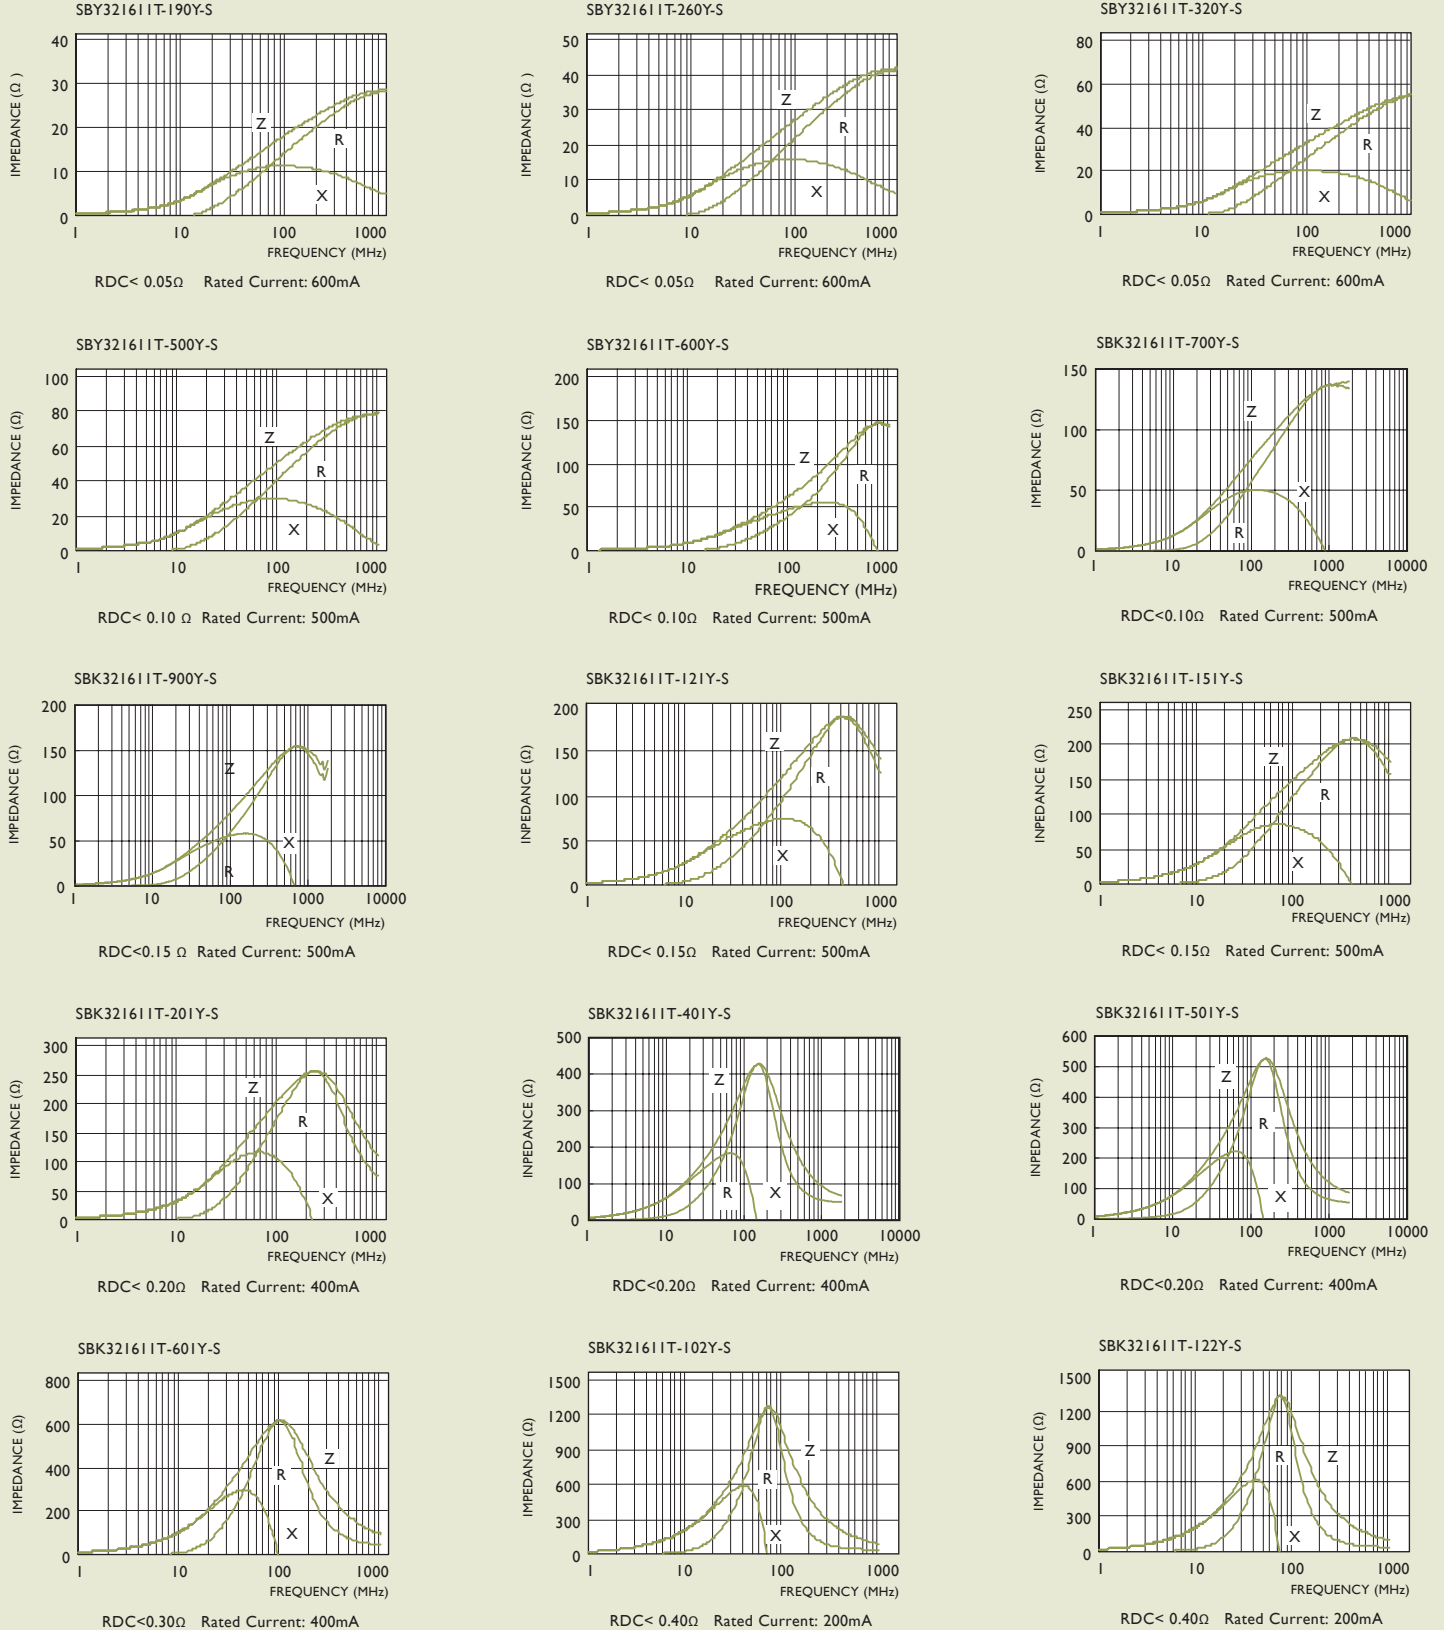 SBY321611T-190Y-S
IMPEDANCE (Ω )
40
30
20
10
0
Z
R
X
1 10 100 1000
FREQUENCY (MHz)
RDC< 0.05Ω Rated Current: 600mA
SBY321611T-260Y-S
IMPEDANCE (Ω )
50
40
30
20
10
0
Z
R
X
1 10 100 1000
FREQUENCY (MHz)
RDC< 0.05Ω Rated Current: 600mA
SBY321611T-320Y-S
IMPEDANCE (Ω)
80
60
40
20
0
Z
R
X
1 10 100 1000
FREQUENCY (MHz)
RDC< 0.05Ω Rated Current: 600mA
SBY321611T-500Y-S
IMPEDANCE (Ω)
100
80
60
40
20
0
Z
R
X
1 10 100 1000
FREQUENCY (MHz)
RDC< 0.10 Ω Rated Current: 500mA
SBY321611T-600Y-S
IMPEDANCE (Ω)
200
150
100
50
0
Z
R
X
1 10 100 1000
FREQUENCY (MHz)
RDC< 0.10Ω Rated Current: 500mA
SBK321611T-700Y-S
IMPEDANCE (Ω)
150
100
50
0
Z
X
R
1 10 100 1000 10000
FREQUENCY (MHz)
RDC<0.10Ω Rated Current: 500mA
SBK321611T-900Y-S
IMPEDANCE (Ω)
200
150
100
50
0
Z
X
R
1 10 100 1000 10000
FREQUENCY (MHz)
RDC<0.15 Ω Rated Current: 500mA
SBK321611T-121Y-S
INPEDANCE (Ω)
200
150
100
50
0
Z
R
X
1 10 100 1000
FREQUENCY (MHz)
RDC< 0.15Ω Rated Current: 500mA
SBK321611T-151Y-S
INPEDANCE (Ω)
250
200
150
100
50
0
Z
R
X
1 10 100 1000
FREQUENCY (MHz)
RDC< 0.15Ω Rated Current: 500mA
SBK321611T-201Y-S
IMPEDANCE (Ω)
300
250
200
150
100
50
0
Z
R
X
1 10 100 1000
FREQUENCY (MHz)
RDC< 0.20Ω Rated Current: 400mA
SBK321611T-401Y-S
INPEDANCE (Ω)
500
400
300
200
100
0
Z
R X
1 10 100 1000 10000
FREQUENCY (MHz)
RDC<0.20Ω Rated Current: 400mA
SBK321611T-501Y-S
INPEDANCE (Ω)
600
500
400
300
200
100
0
Z
R
X
1 10 100 1000 10000
FREQUENCY (MHz)
RDC<0.20Ω Rated Current: 400mA
SBK321611T-601Y-S
IMPEDANCE (Ω)
800
600
400
200
0
Z
R
X
1 10 100 1000
FREQUENCY (MHz)
RDC<0.30Ω Rated Current: 400mA
SBK321611T-102Y-S
IMPEDANCE (Ω)
1500
1200
900
600
300
0
Z
R
X
1 10 100 1000
FREQUENCY (MHz)
RDC< 0.40Ω Rated Current: 200mA
SBK321611T-122Y-S
IMPEDANCE (Ω)
1500
1200
900
600
300
0
R Z
X
1 10 100 1000
FREQUENCY (MHz)
RDC< 0.40Ω Rated Current: 200mA